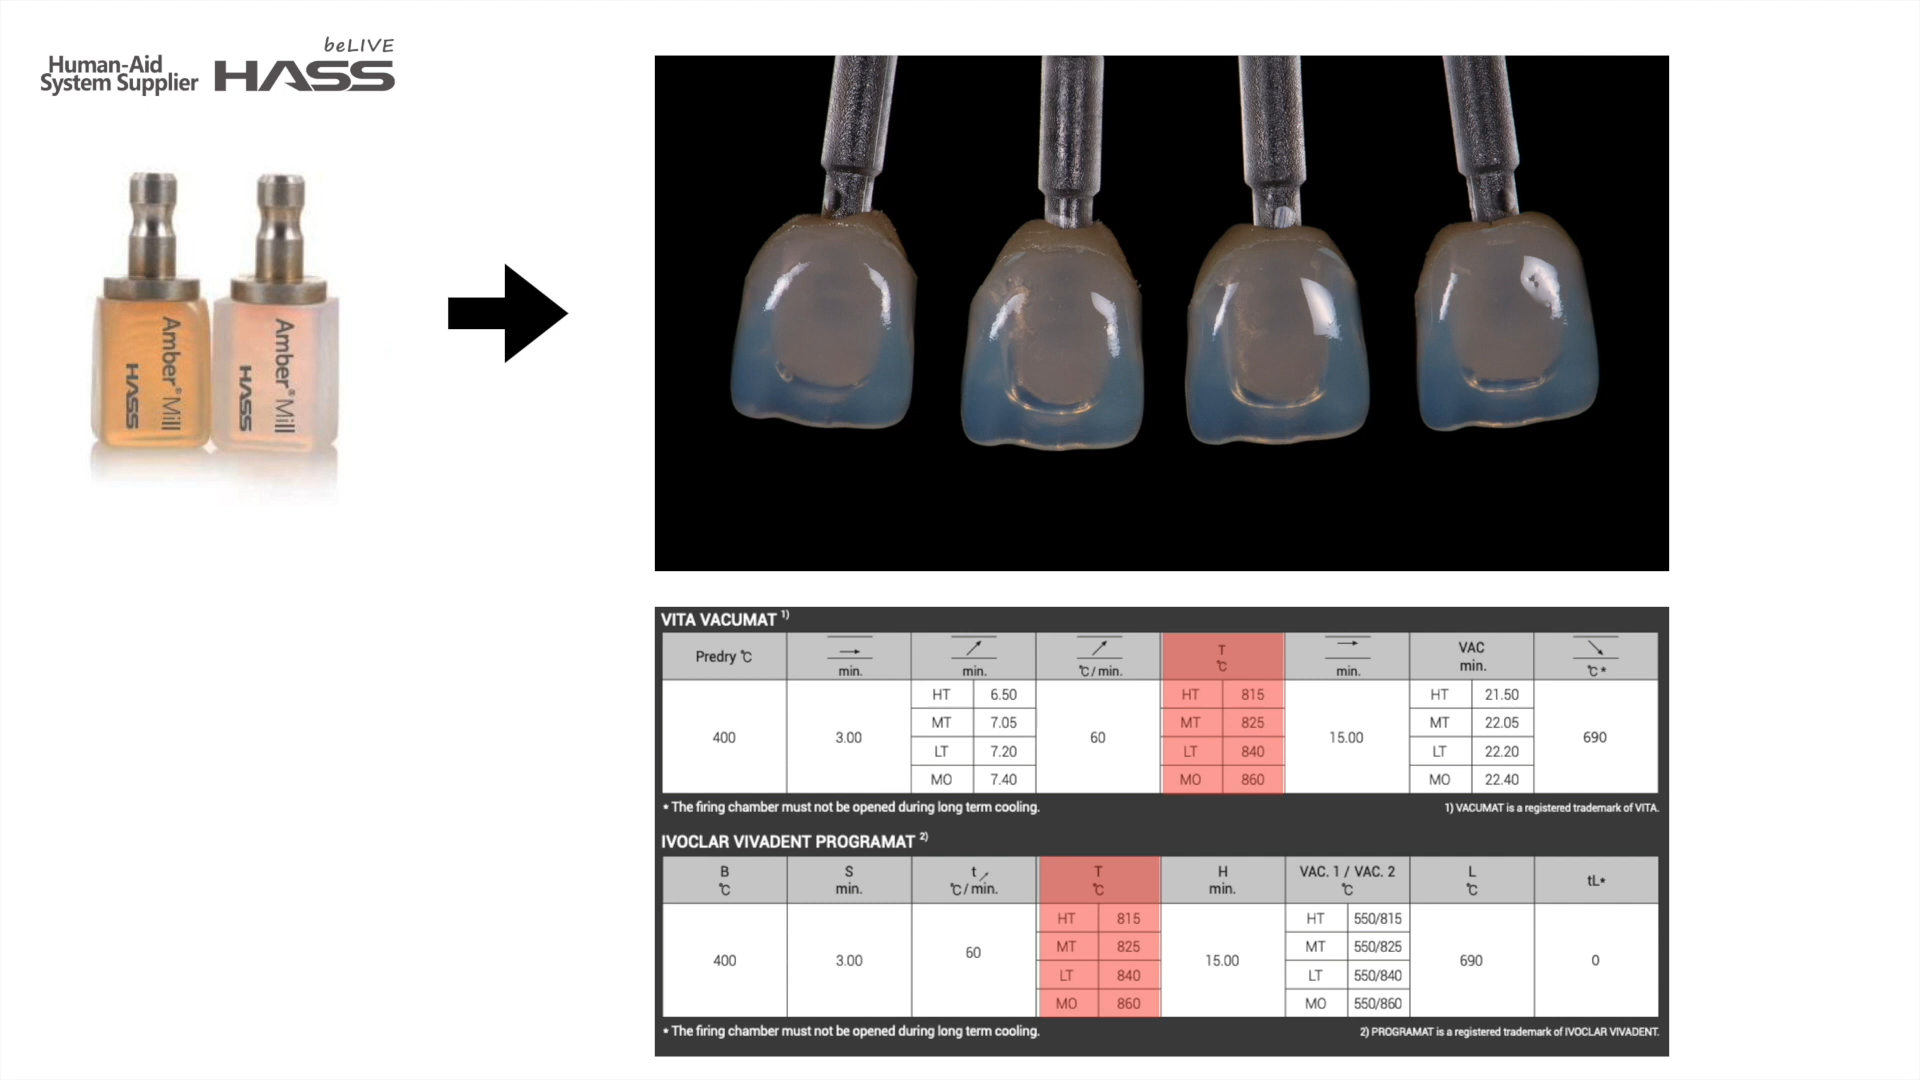 beLIVE
Human-Aid
System Supplier HASS
Amber® Mill
HASS
Amber® Mill
HASS
VITA VACUMAT 1)
Predry ℃ min. min. ℃/min. T ℃ min. VAC min. ℃*
400 3.00 HT 6.50 60 HT 815 15.00 HT 21.50 690
MT 7.05 MT 825 MT 22.05
LT 7.20 LT 840 LT 22.20
MO 7.40 MO 860 MO 22.40
* The firing chamber must not be opened during long term cooling. 1) VACUMAT is a registered trademark of VITA.
IVOCLAR VIVADENT PROGRAMAT 2)
B ℃ S min. t ℃/min. T ℃ H min. VAC. 1 / VAC. 2 ℃ L ℃ tL*
400 3.00 60 HT 815 15.00 HT 550/815 690 0
MT 825 MT 550/825
LT 840 LT 550/840
MO 860 MO 550/860
* The firing chamber must not be opened during long term cooling. 2) PROGRAMAT is a registered trademark of IVOCLAR VIVADENT.